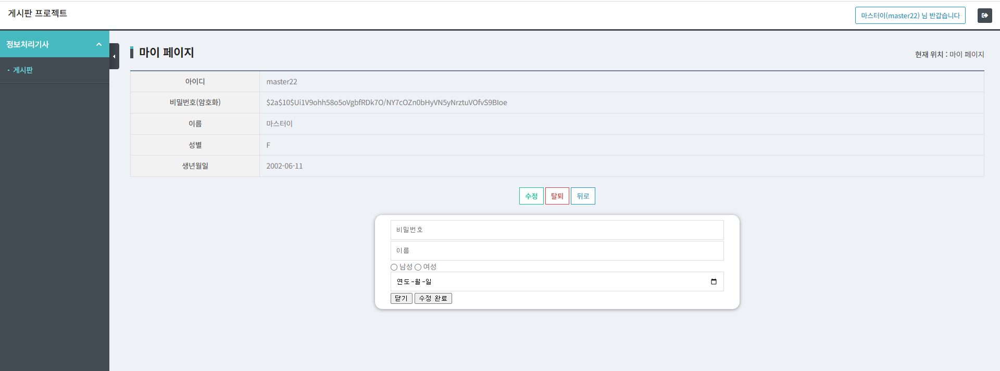 게시판 프로젝트
마스터이(master22) 님 반갑습니다
정보처리기사
- 게시판
마이 페이지
현재 위치 : 마이 페이지
아이디 master22
비밀번호(암호화) $2a$10$Ui1V9ohh58o5oVgbfRDk7O/NY7cOZn0bHyVN5yNrztuVOfvS9BIoe
이름 마스터이
성별 F
생년월일 2002-06-11
수정 탈퇴 뒤로
비밀번호
이름
남성 여성
연도-월-일
닫기 수정 완료